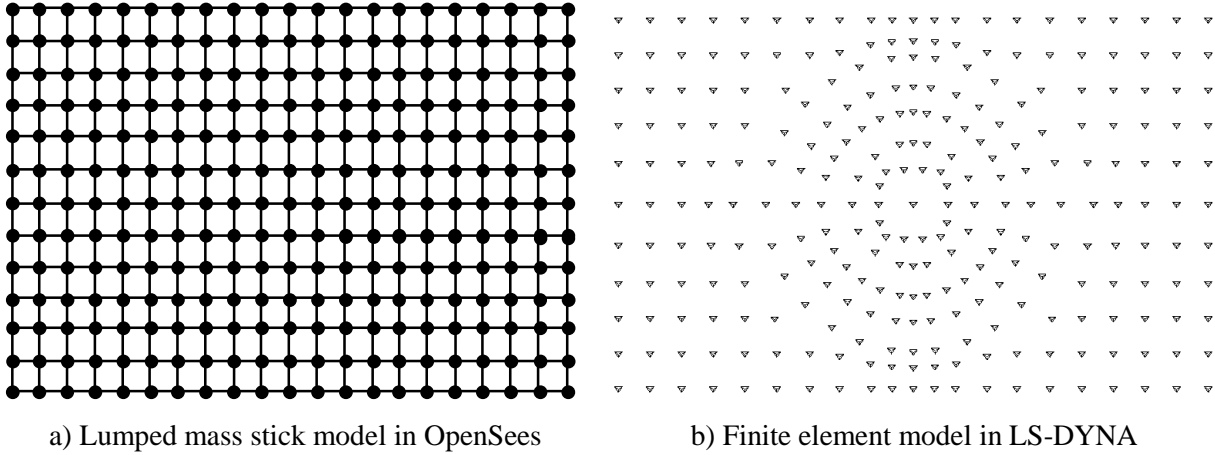 a) Lumped mass stick model in OpenSees
b) Finite element model in LS-DYNA